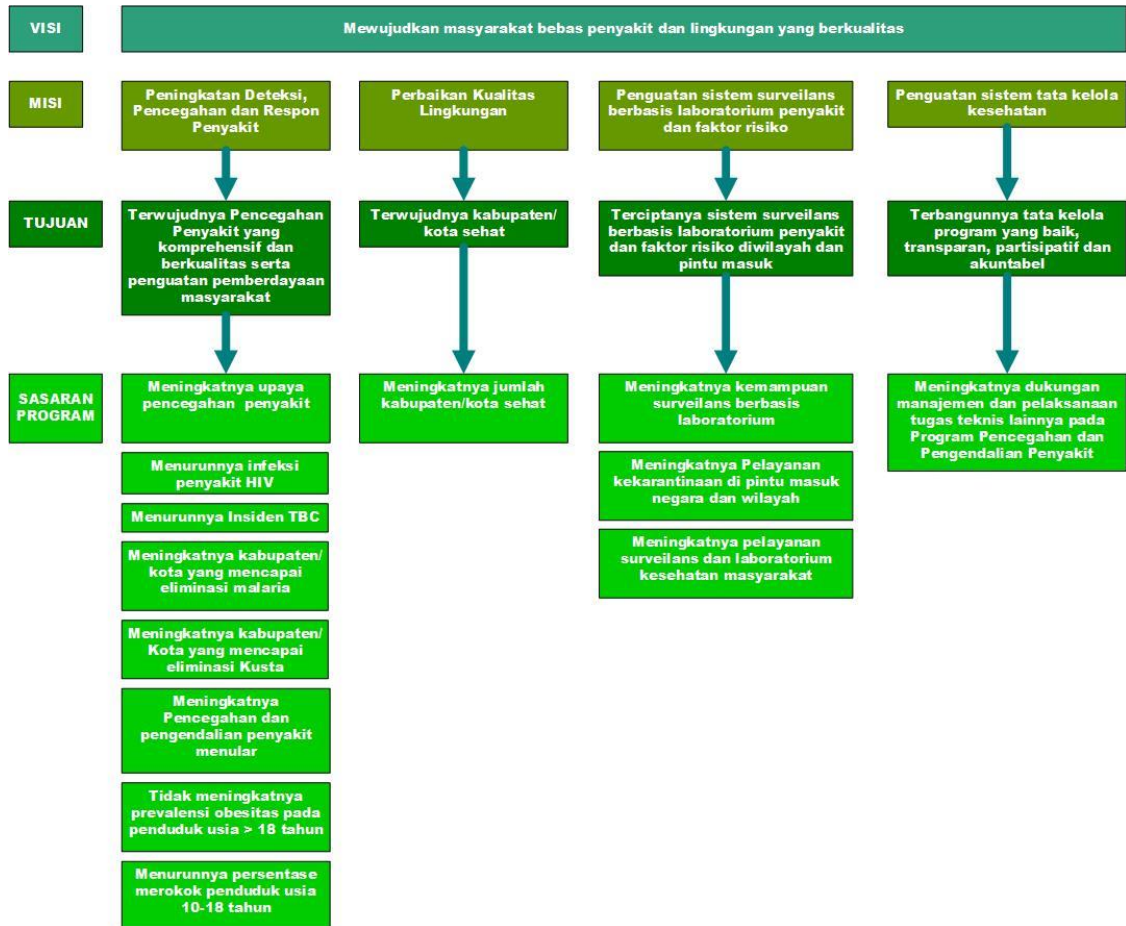 VISI
Mewujudkan masyarakat bebas penyakit dan lingkungan yang berkualitas
MISI
Peningkatan Deteksi,
Pencegahan dan Respon
Penyakit
Perbaikan Kualitas
Lingkungan
Penguatan sistem surveilans
berbasis laboratorium penyakit
dan faktor risiko
Penguatan sistem tata kelola
kesehatan
TUJUAN
Terwujudnya Pencegahan
Penyakit yang
komprehensif dan
berkualitas serta
penguatan pemberdayaan
masyarakat
Terwujudnya kabupaten/
kota sehat
Terciptanya sistem surveilans
berbasis laboratorium penyakit
dan faktor risiko diwilayah dan
pintu masuk
Terbangunnya tata kelola
program yang baik,
transparan, partisipatif dan
akuntabel
SASARAN
PROGRAM
Meningkatnya upaya
pencegahan penyakit
Menurunnya infeksi
penyakit HIV
Menurunnya Insiden TBC
Meningkatnya kabupaten/
kota yang mencapai
eliminasi malaria
Meningkatnya kabupaten/
Kota yang mencapai
eliminasi Kusta
Meningkatnya
Pencegahan dan
pengendalian penyakit
menular
Tidak meningkatnya
prevalensi obesitas pada
penduduk usia > 18 tahun
Menurunnya persentase
merokok penduduk usia
10-18 tahun
Meningkatnya jumlah
kabupaten/kota sehat
Meningkatnya kemampuan
surveilans berbasis
laboratorium
Meningkatnya Pelayanan
kekarantinaan di pintu masuk
negara dan wilayah
Meningkatnya pelayanan
surveilans dan laboratorium
kesehatan masyarakat
Meningkatnya dukungan
manajemen dan pelaksanaan
tugas teknis lainnya pada
Program Pencegahan dan
Pengendalian Penyakit